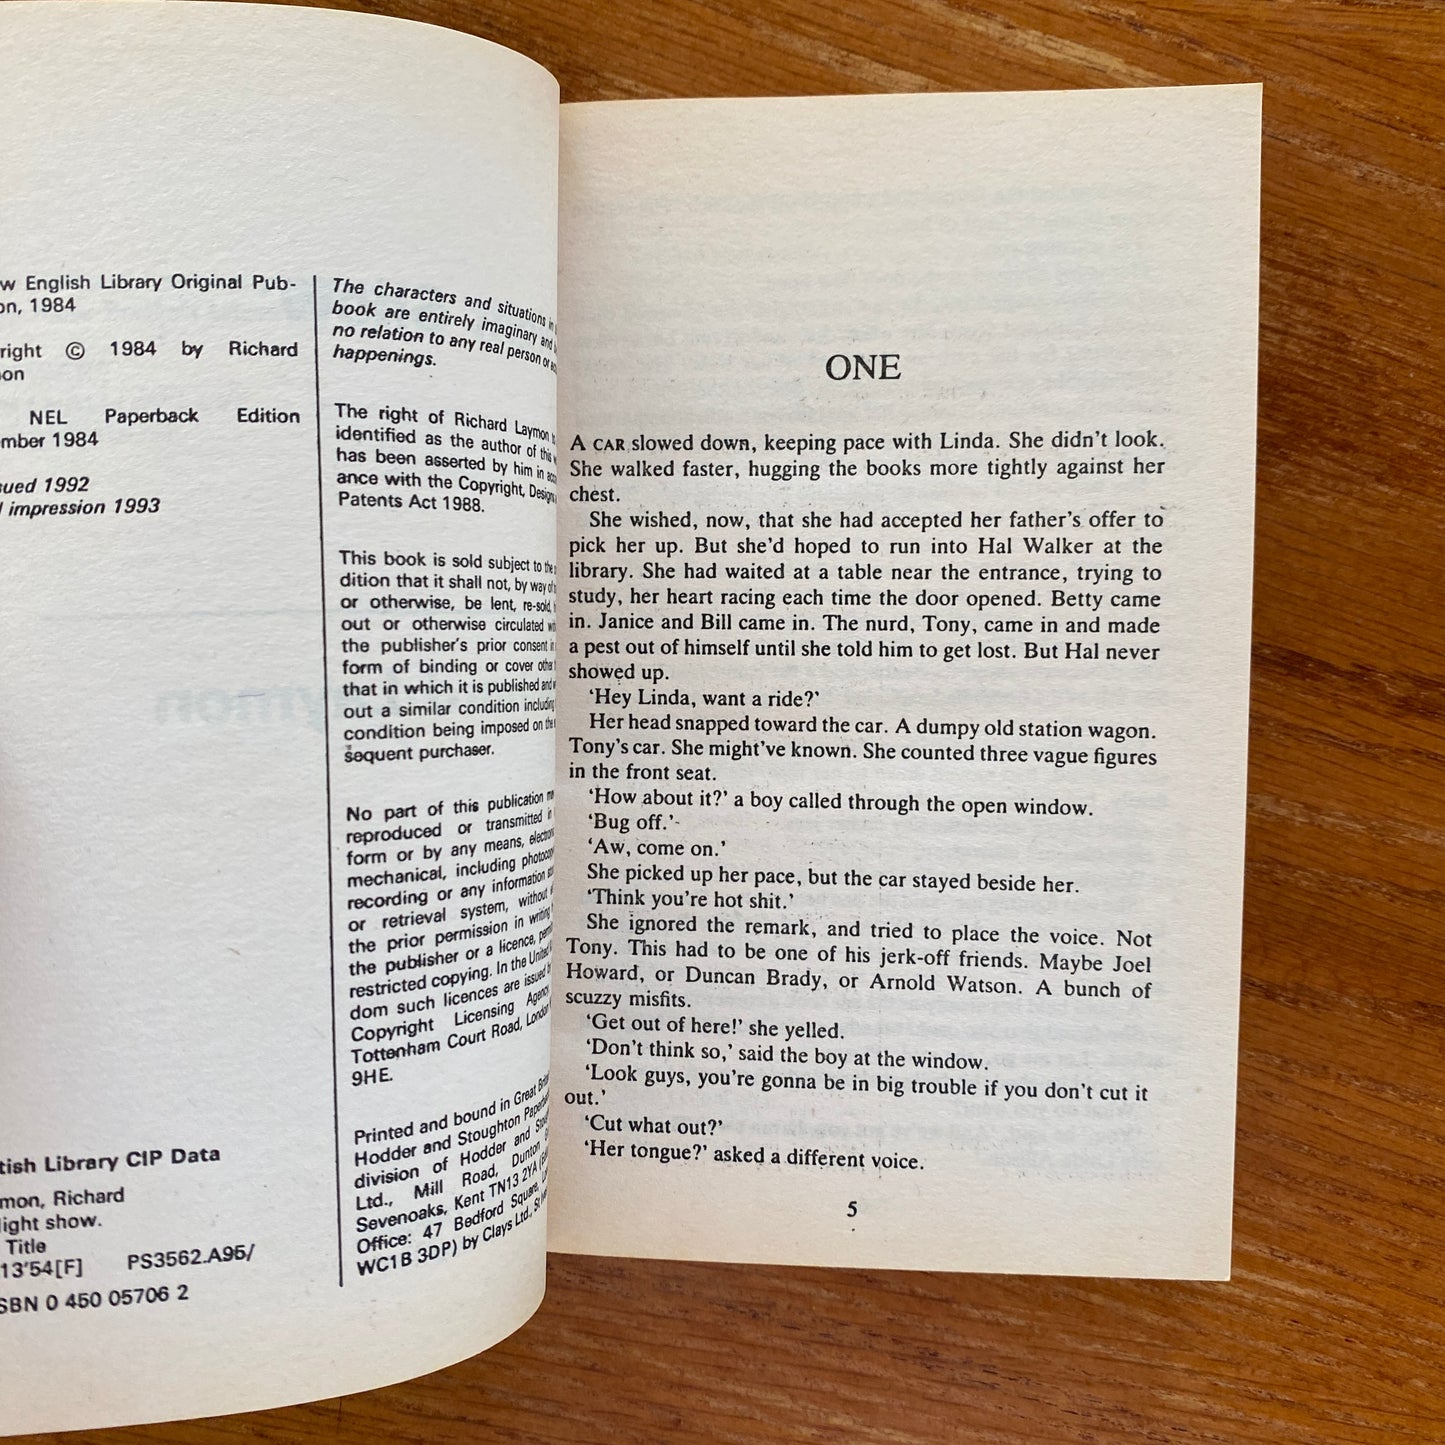 w English Library Original Pub-
on, 1984
right © 1984 by Richard
on
NEL Paperback Edition
mber 1984
sued 1992
l impression 1993
tish Library CIP Data
mon, Richard
light show.
Title
13'54[F] PS3562.A95/
SBN 0 450 05706 2
The characters and situations in
book are entirely imaginary and
no relation to any real person or
happenings.
The right of Richard Laymon
identified as the author of this
has been asserted by him in
ance with the Copyright, Designs
Patents Act 1988.
This book is sold subject to the
dition that it shall not, by way of
or otherwise, be lent, re-sold,
out or otherwise circulated
the publisher's prior consent in
form of binding or cover other
that in which it is published and
out a similar condition including
condition being imposed on the
sequent purchaser.
No part of this publication
reproduced or transmitted in
form or by any means,
mechanical, including
recording or any information
or retrieval system, without
the prior permission in writing
the publisher or a licence,
restricted copying. In the United
dom such licences are issued
Copyright Licensing Agency
Tottenham Court Road, London
9HE.
Printed and bound in Great
Hodder and Stoughton
division of Hodder and
Ltd., Mill Road, Dunton
Sevenoaks, Kent TN13 2YA
Office: 47 Bedford Square,
WC1B 3DP) by Clays Ltd.,
ONE
A CAR slowed down, keeping pace with Linda. She didn't look.
She walked faster, hugging the books more tightly against her
chest.
She wished, now, that she had accepted her father's offer to
pick her up. But she'd hoped to run into Hal Walker at the
library. She had waited at a table near the entrance, trying to
study, her heart racing each time the door opened. Betty came
in. Janice and Bill came in. The nurd, Tony, came in and made
a pest out of himself until she told him to get lost. But Hal never
showed up.
'Hey Linda, want a ride?'
Her head snapped toward the car. A dumpy old station wagon.
Tony's car. She might've known. She counted three vague figures
in the front seat.
'How about it?' a boy called through the open window.
'Bug off.'
'Aw, come on.'
She picked up her pace, but the car stayed beside her.
'Think you're hot shit.'
She ignored the remark, and tried to place the voice. Not
Tony. This had to be one of his jerk-off friends. Maybe Joel
Howard, or Duncan Brady, or Arnold Watson. A bunch of
scuzzy misfits.
'Get out of here!' she yelled.
'Don't think so,' said the boy at the window.
'Look guys, you're gonna be in big trouble if you don't cut it
out.'
'Cut what out?'
'Her tongue?' asked a different voice.
5